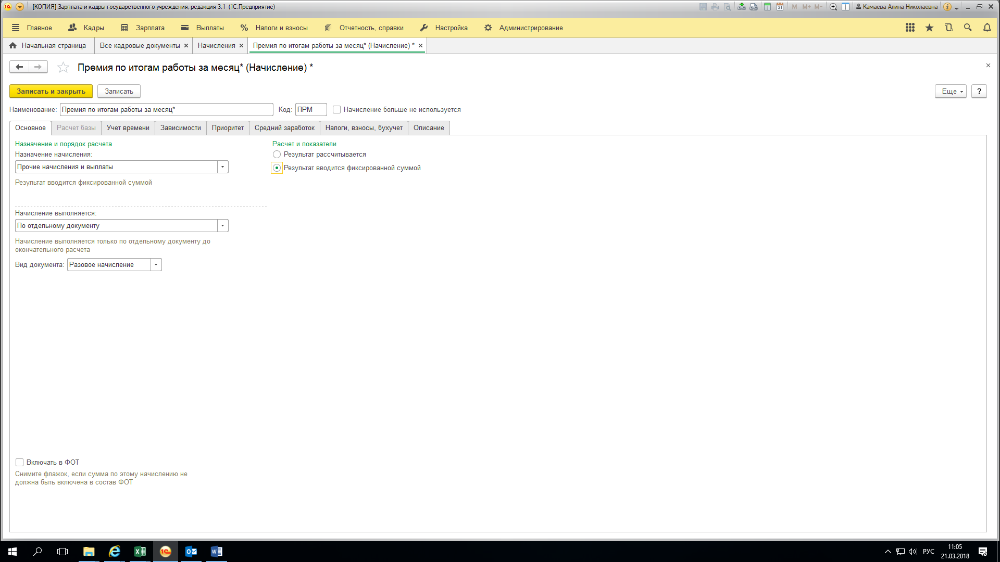 [КОПИЯ] Зарплата и кадры государственного учреждения, редакция 3.1 (1С:Предприятие)
M M+ M- Камаева Алина Николаевна
Главное Кадры Зарплата Выплаты Налоги и взносы Отчетность, справки Настройка Администрирование
Начальная страница Все кадровые документы × Начисления × Премия по итогам работы за месяц* (Начисление) * ×
Премия по итогам работы за месяц* (Начисление) *
Записать и закрыть Записать Еще ?
Наименование: Премия по итогам работы за месяц* Код: ПРМ Начисление больше не используется
Основное Расчет базы Учет времени Зависимости Приоритет Средний заработок Налоги, взносы, бухучет Описание
Назначение и порядок расчета Расчет и показатели
Назначение начисления: Результат рассчитывается
Прочие начисления и выплаты Результат вводится фиксированной суммой
Результат вводится фиксированной суммой
Начисление выполняется:
По отдельному документу
Начисление выполняется только по отдельному документу до
окончательного расчета
Вид документа: Разовое начисление
Включать в ФОТ
Снимите флажок, если сумма по этому начислению не
должна быть включена в состав ФОТ
РУС 11:05
21.03.2018